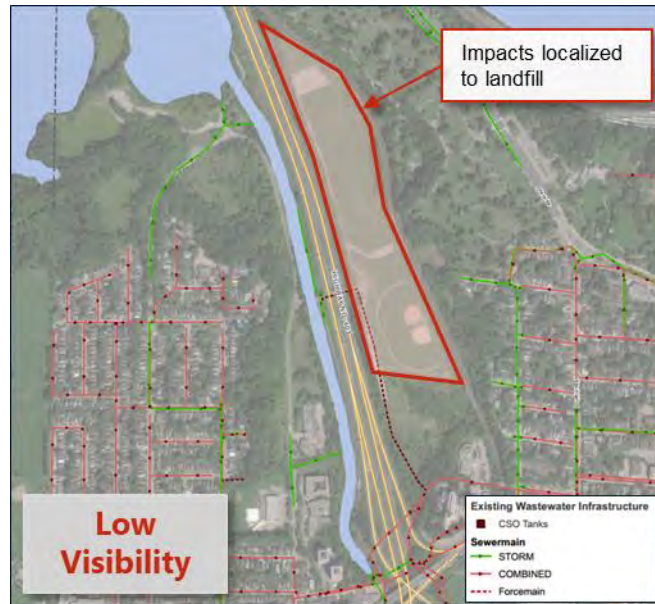 Impacts localized
to landfill
Low
Visibility
Existing Wastewater Infrastructure
CSO Tanks
Sewermain
STORM
COMBINED
Forcemain